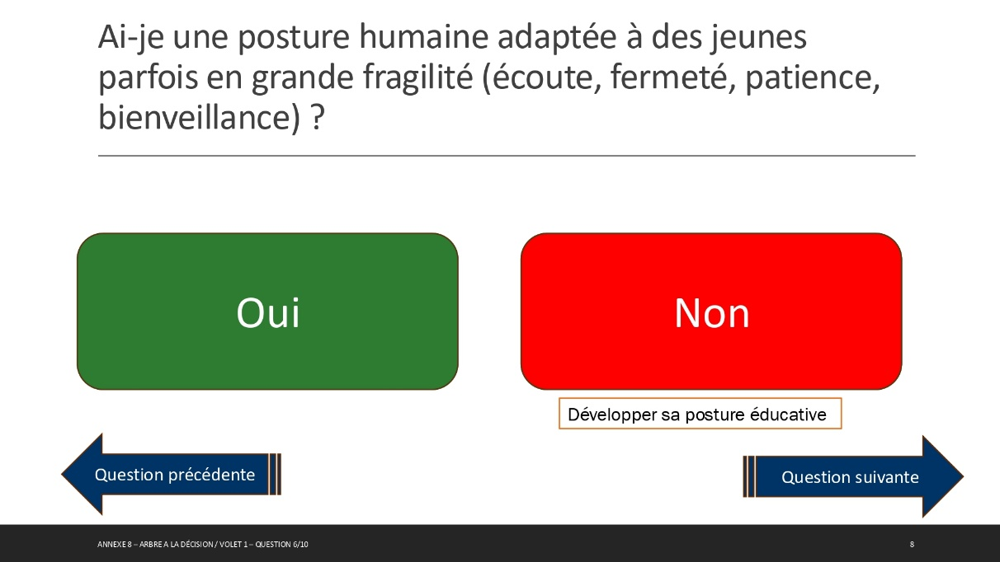 Ai-je une posture humaine adaptée à des jeunes
parfois en grande fragilité (écoute, fermeté, patience,
bienveillance) ?
Oui
Non
Développer sa posture éducative
Question précédente
Question suivante
ANNEXE 8 – ARBRE A LA DÉCISION / VOLET 1 – QUESTION 6/10
8